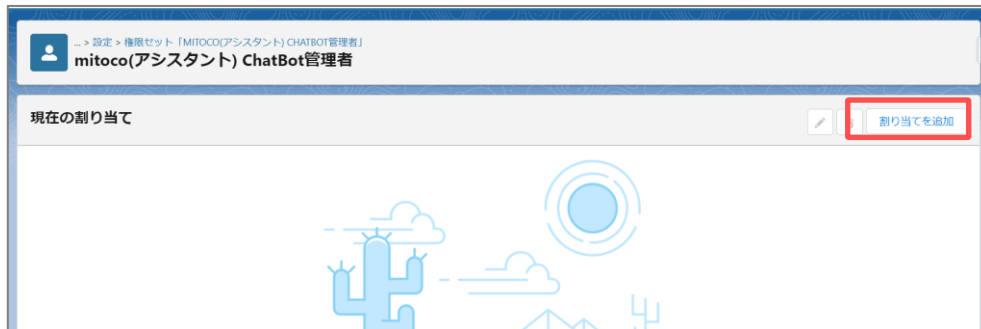 ... > 設定 > 権限セット「MITOCO(アシスタント) CHATBOT管理者」
mitoco(アシスタント) ChatBot管理者
現在の割り当て
割り当てを追加